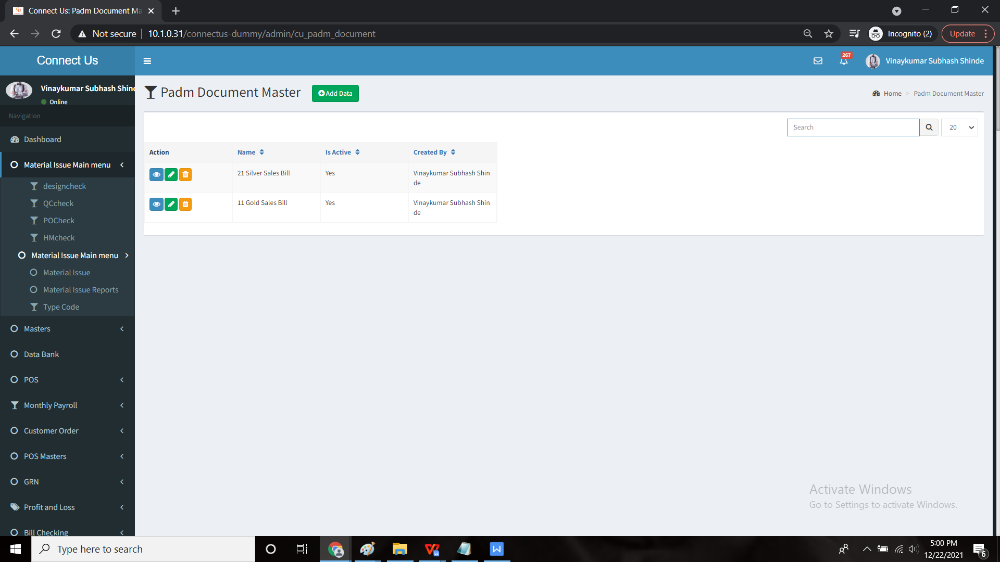 Connect Us: Padm Document Ma
Not secure
10.1.0.31/connectus-dummy/admin/cu_padm_document
Incognito (2)
Update
Connect Us
267
Vinaykumar Subhash Shinde
Vinaykumar Subhash Shind
Online
Navigation
Dashboard
Material Issue Main menu
designcheck
QCcheck
POCheck
HMcheck
Material Issue Main menu
Material Issue
Material Issue Reports
Type Code
Masters
Data Bank
POS
Monthly Payroll
Customer Order
POS Masters
GRN
Profit and Loss
Bill Checking
Padm Document Master
Add Data
Home > Padm Document Master
Search
20
Action Name Is Active Created By
21 Silver Sales Bill Yes Vinaykumar Subhash Shin
de
11 Gold Sales Bill Yes Vinaykumar Subhash Shin
de
Activate Windows
Go to Settings to activate Windows.
Type here to search
W
5:00 PM
12/22/2021
6